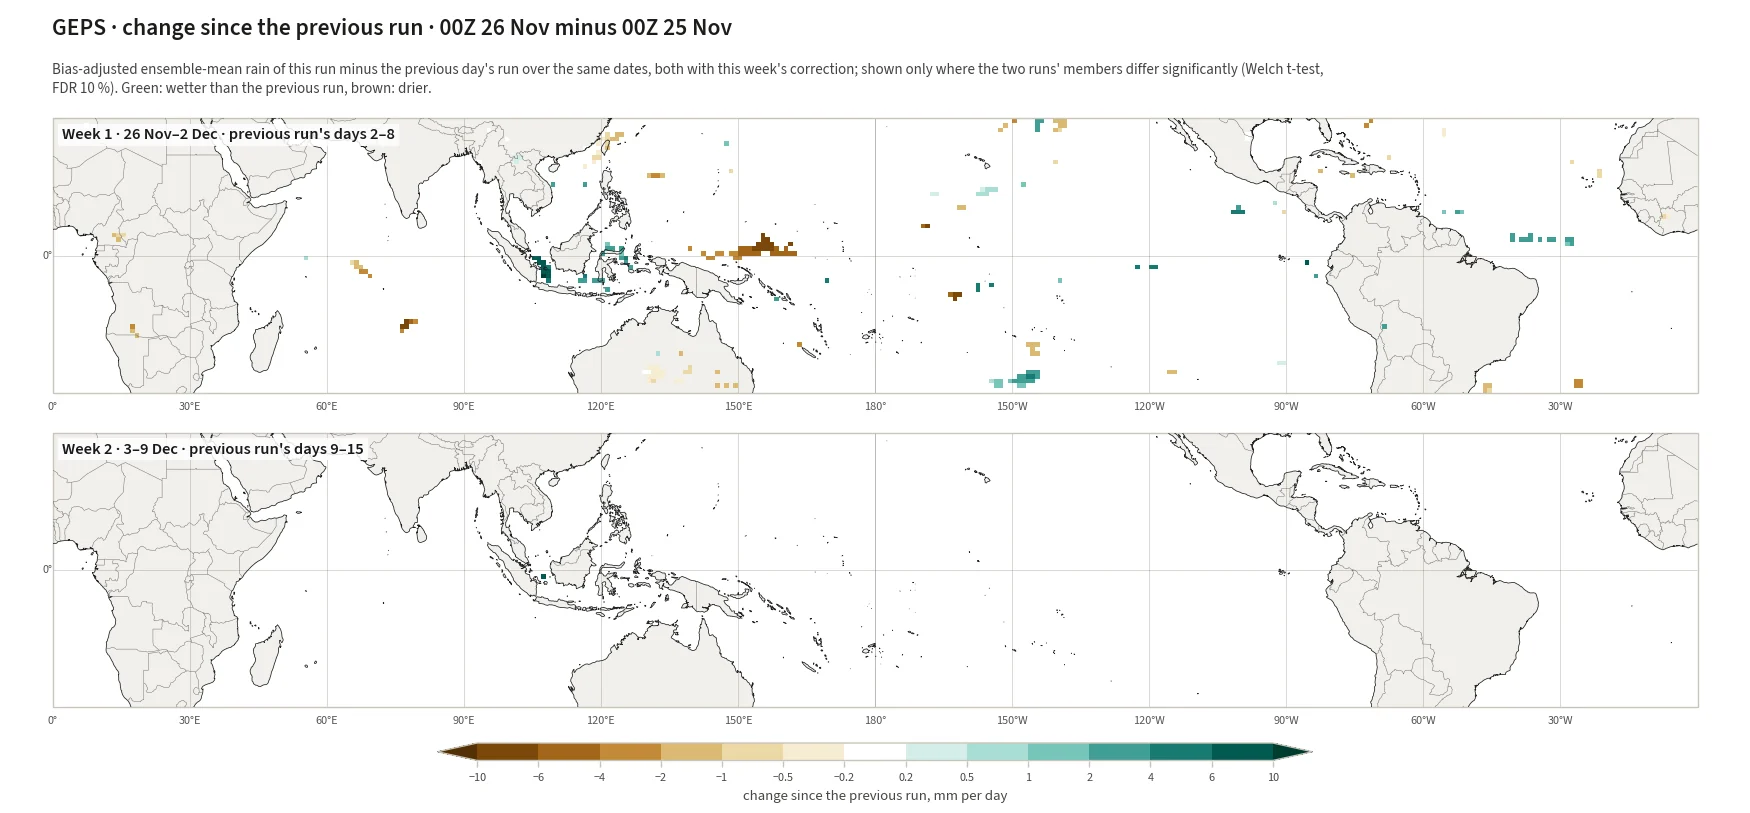 GEPS · change since the previous run · 00Z 26 Nov minus 00Z 25 Nov
Bias-adjusted ensemble-mean rain of this run minus the previous day's run over the same dates, both with this week's correction; shown only where the two runs' members differ significantly (Welch t-test,
FDR 10 %). Green: wetter than the previous run, brown: drier.
Week 1 · 26 Nov–2 Dec · previous run's days 2–8
0°
0° 30°E 60°E 90°E 120°E 150°E 180° 150°W 120°W 90°W 60°W 30°W
Week 2 · 3–9 Dec · previous run's days 9–15
0°
0° 30°E 60°E 90°E 120°E 150°E 180° 150°W 120°W 90°W 60°W 30°W
−10 −6 −4 −2 −1 −0.5 −0.2 0.2 0.5 1 2 4 6 10
change since the previous run, mm per day